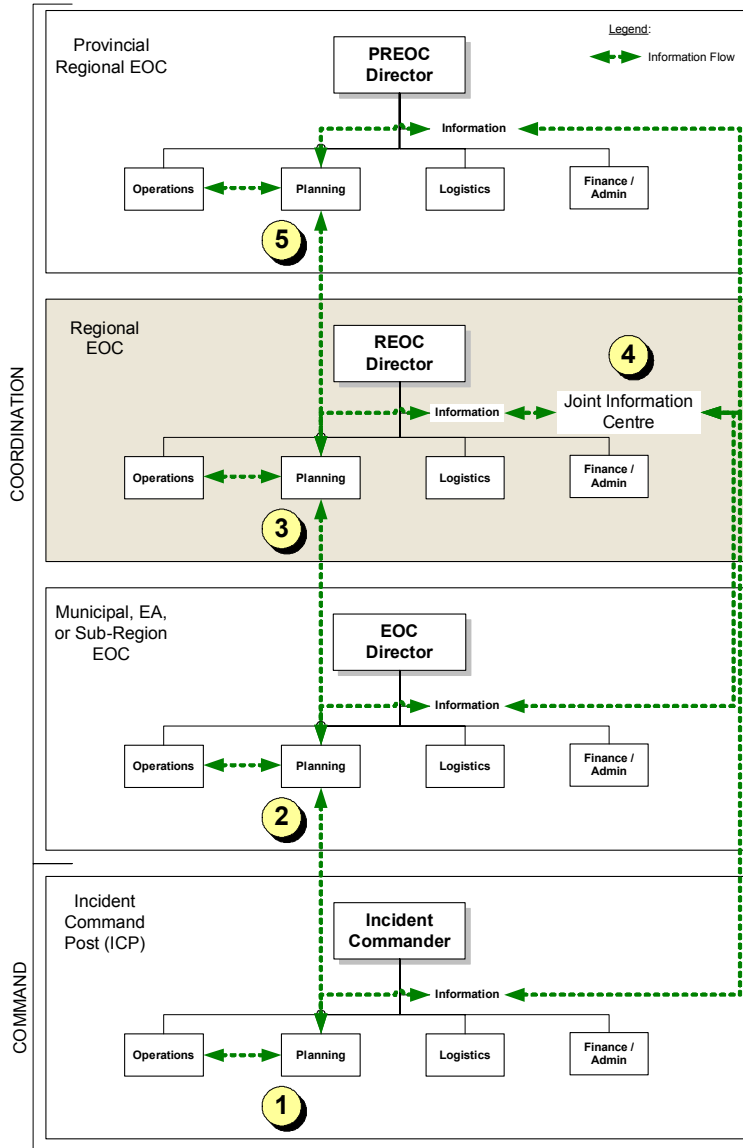 Provincial
Regional EOC
PREOC
Director
Legend:
Information Flow
Information
Operations
Planning
Logistics
Finance /
Admin
5
COORDINATION
Regional
EOC
REOC
Director
4
Joint Information
Centre
Information
Operations
Planning
Logistics
Finance /
Admin
3
Municipal, EA,
or Sub-Region
EOC
EOC
Director
Information
Operations
Planning
Logistics
Finance /
Admin
2
COMMAND
Incident
Command
Post (ICP)
Incident
Commander
Information
Operations
Planning
Logistics
Finance /
Admin
1